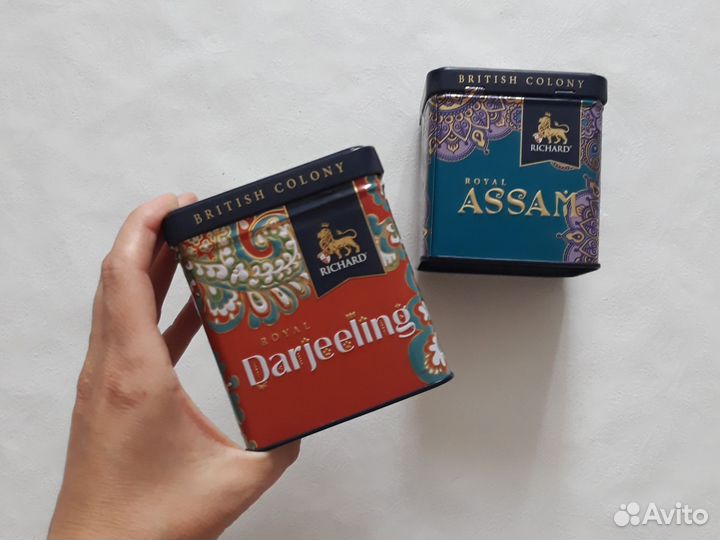 BRITISH COLONY
RICHARD®
ROYAL
Darjeeling
BRITISH COLONY
RICHARD®
ROYAL
ASSAM
Avito